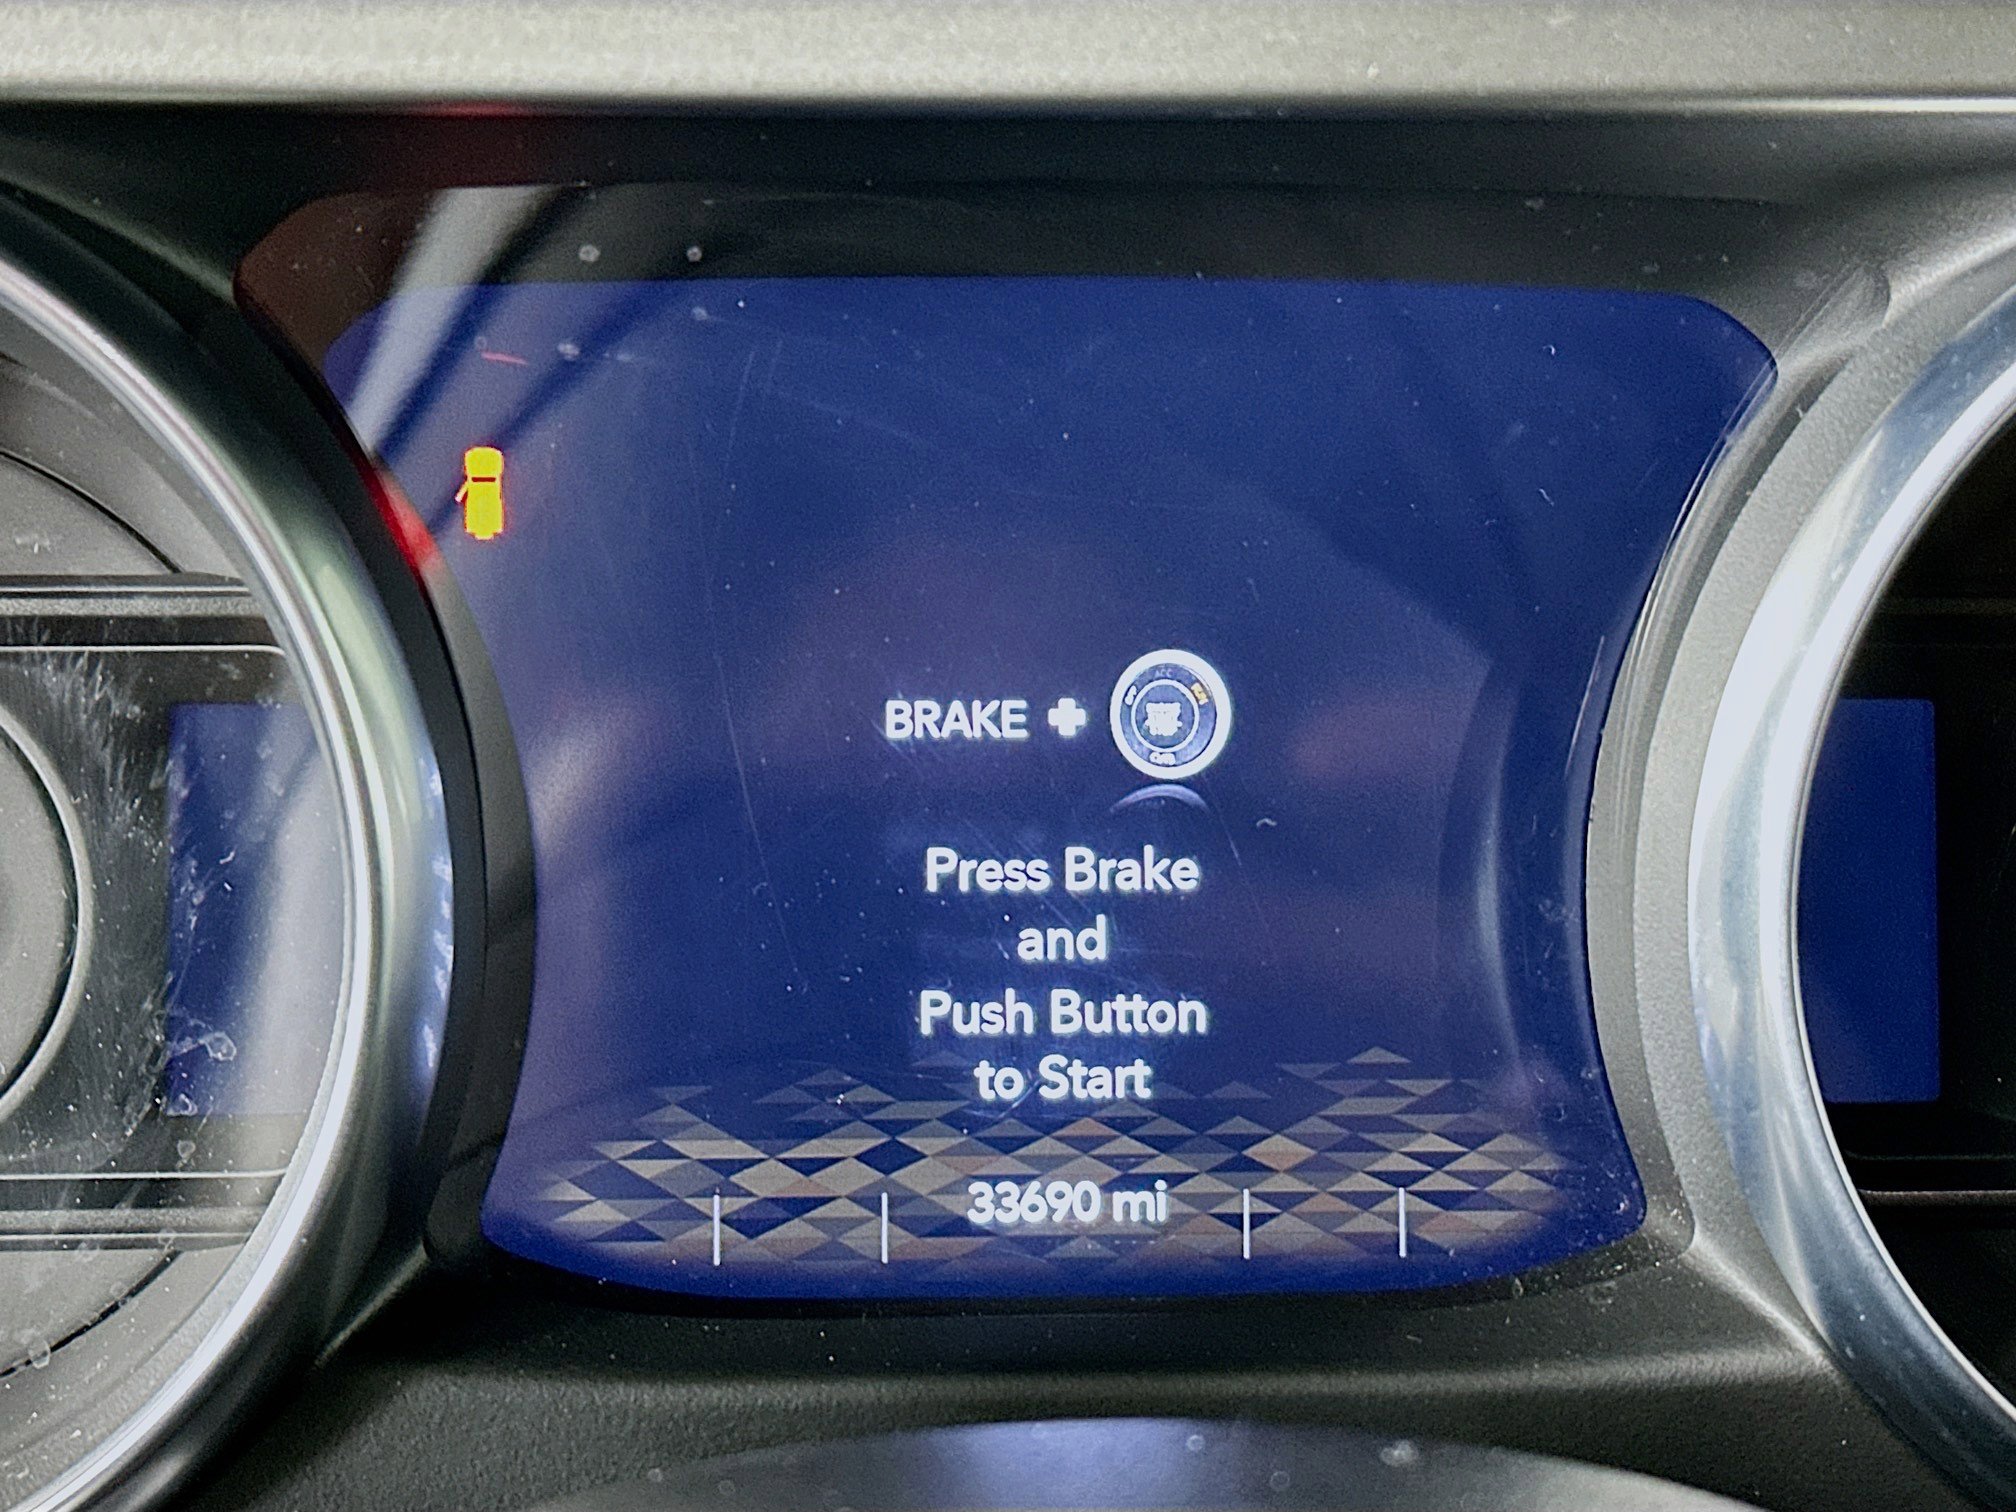 BRAKE +
Press Brake
and
Push Button
to Start
33690 mi